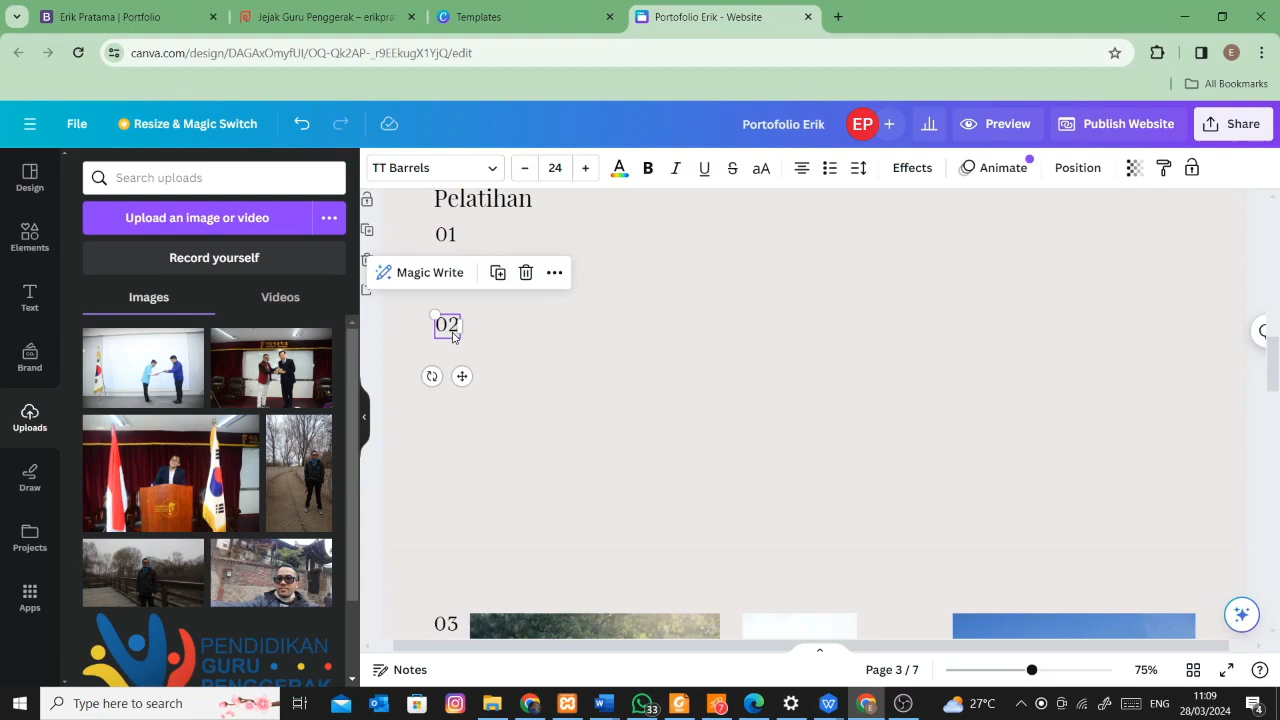 Erik Pratama | Portfolio
Jejak Guru Penggerak – erikprat
Templates
Portofolio Erik - Website
canva.com/design/DAGAxOmyfUI/OQ-Qk2AP-_r9EEkugX1YjQ/edit
E
All Bookmarks
File
Resize & Magic Switch
Portofolio Erik
EP
Preview
Publish Website
Share
Design
Elements
Text
Brand
Uploads
Draw
Projects
Apps
Search uploads
Upload an image or video
Record yourself
Images
Videos
PENDIDIKAN
GURU
PENGGERAK
TT Barrels
24
B I U S aA
Effects
Animate
Position
Pelatihan
01
Magic Write
02
03
Notes
Page 3 / 7
75%
Type here to search
33
27°C
ENG
11:09
28/03/2024
4